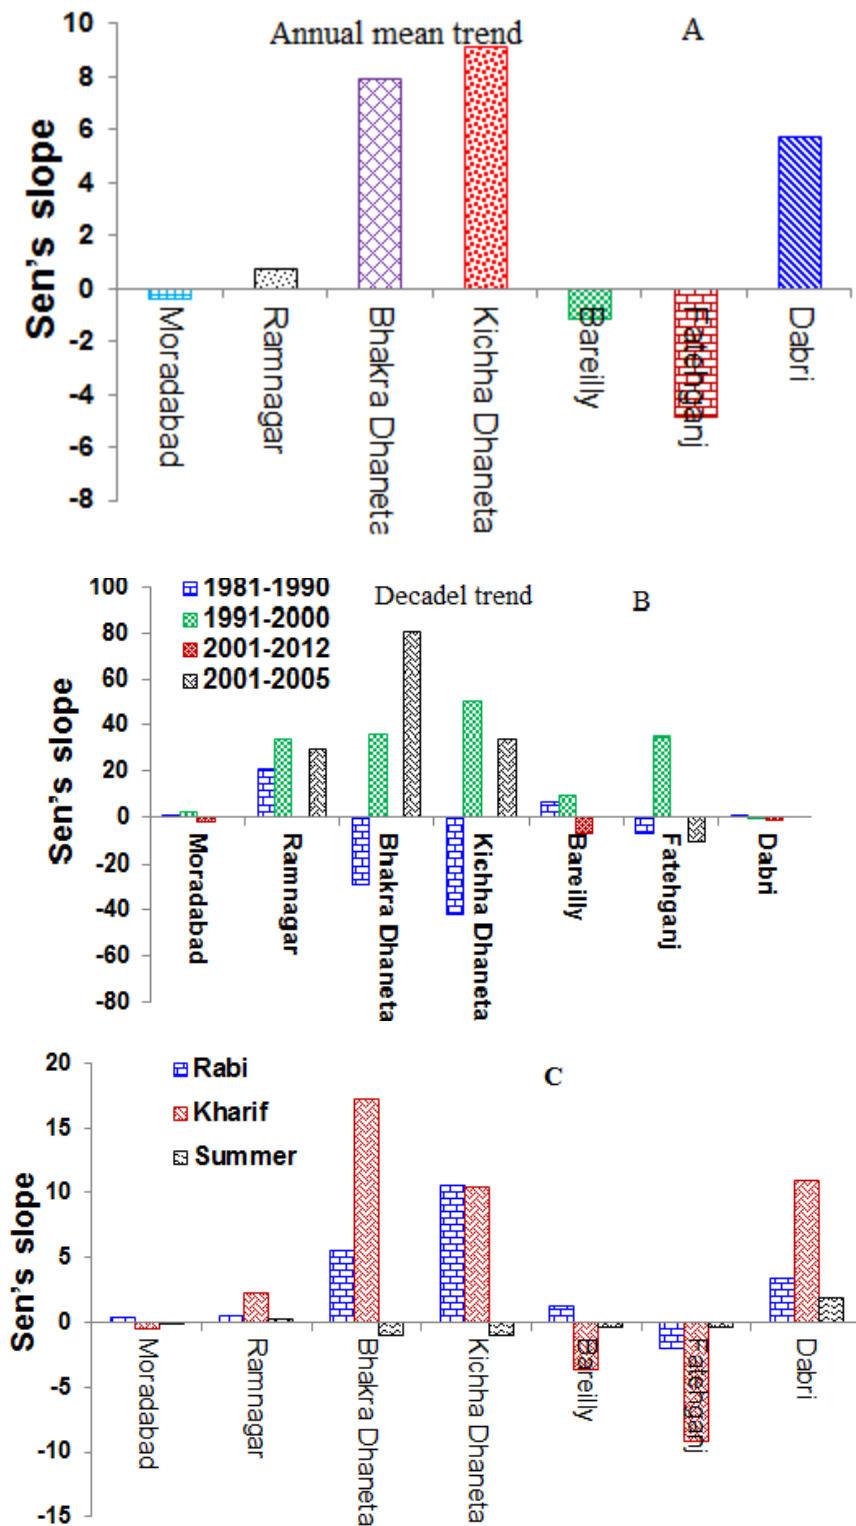 Annual mean trend
A
Sen's slope
10
8
6
4
2
0
-2
-4
-6
-8
Moradabad
Ramnagar
Bhakra Dhaneta
Kichha Dhaneta
Bareilly
Fatehganj
Dabri
Decadel trend
B
1981-1990
1991-2000
2001-2012
2001-2005
Sen's slope
100
80
60
40
20
0
-20
-40
-60
-80
Moradabad
Ramnagar
Bhakra Dhaneta
Kichha Dhaneta
Bareilly
Fatehganj
Dabri
C
Rabi
Kharif
Summer
Sen's slope
20
15
10
5
0
-5
-10
-15
Moradabad
Ramnagar
Bhakra Dhaneta
Kichha Dhaneta
Bareilly
Fatehganj
Dabri